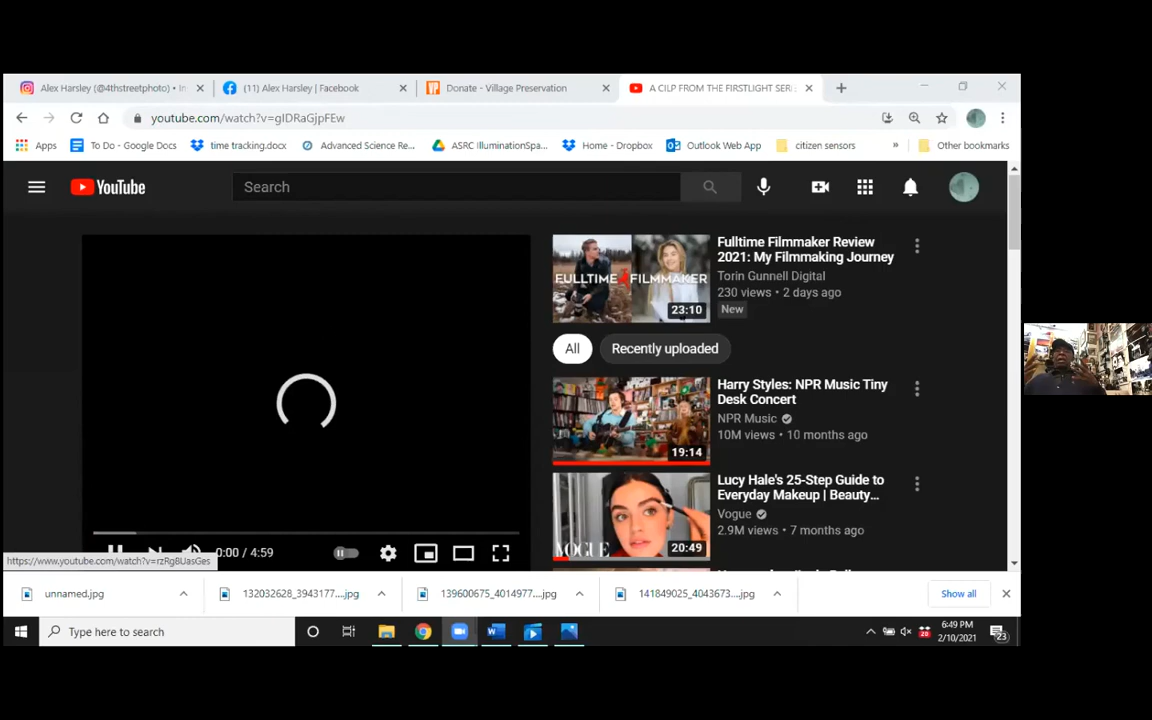 Alex Harsley (@4thstreetphoto) • In
(11) Alex Harsley | Facebook
Donate - Village Preservation
A CILP FROM THE FIRSTLIGHT SERI
youtube.com/watch?v=gIDRaGjpFEw
Apps
To Do - Google Docs
time tracking.docx
Advanced Science Re...
ASRC IlluminationSpa...
Home - Dropbox
Outlook Web App
citizen sensors
»
Other bookmarks
YouTube
Search
FULLTIME FILMMAKER
23:10
Fulltime Filmmaker Review
2021: My Filmmaking Journey
Torin Gunnell Digital
230 views • 2 days ago
New
All
Recently uploaded
19:14
Harry Styles: NPR Music Tiny
Desk Concert
NPR Music
10M views • 10 months ago
VOGUE
20:49
Lucy Hale's 25-Step Guide to
Everyday Makeup | Beauty...
Vogue
2.9M views • 7 months ago
0:00 / 4:59
https://www.youtube.com/watch?v=rzRgBUasGes
unnamed.jpg
132032628_3943177....jpg
139600675_4014977....jpg
141849025_4043673....jpg
Show all
Type here to search
6:49 PM
2/10/2021
23